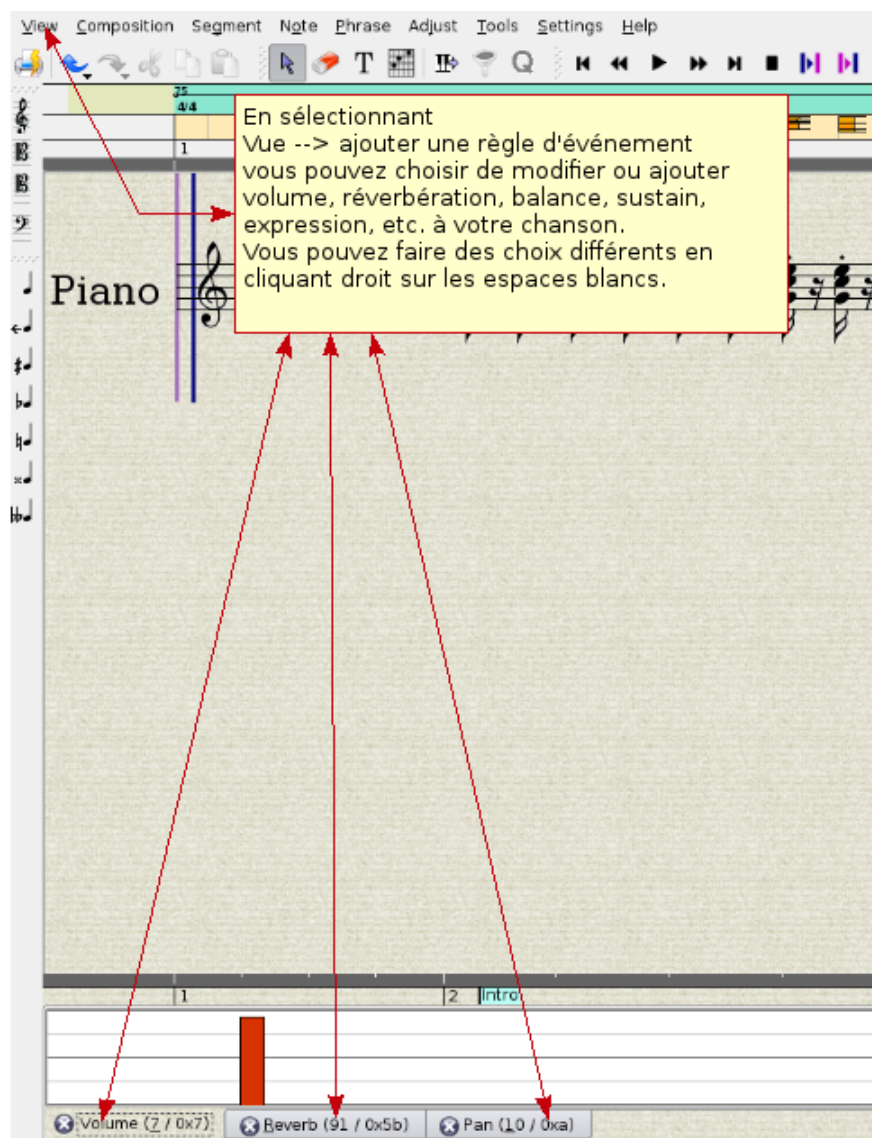 View Composition Segment Note Phrase Adjust Tools Settings Help
T Q
75
4/4
1
En sélectionnant
Vue --> ajouter une règle d'événement
vous pouvez choisir de modifier ou ajouter
volume, réverbération, balance, sustain,
expression, etc. à votre chanson.
Vous pouvez faire des choix différents en
cliquant droit sur les espaces blancs.
Piano
1 2 Intro
Volume (7 / 0x7) Reverb (91 / 0x5b) Pan (10 / 0xa)